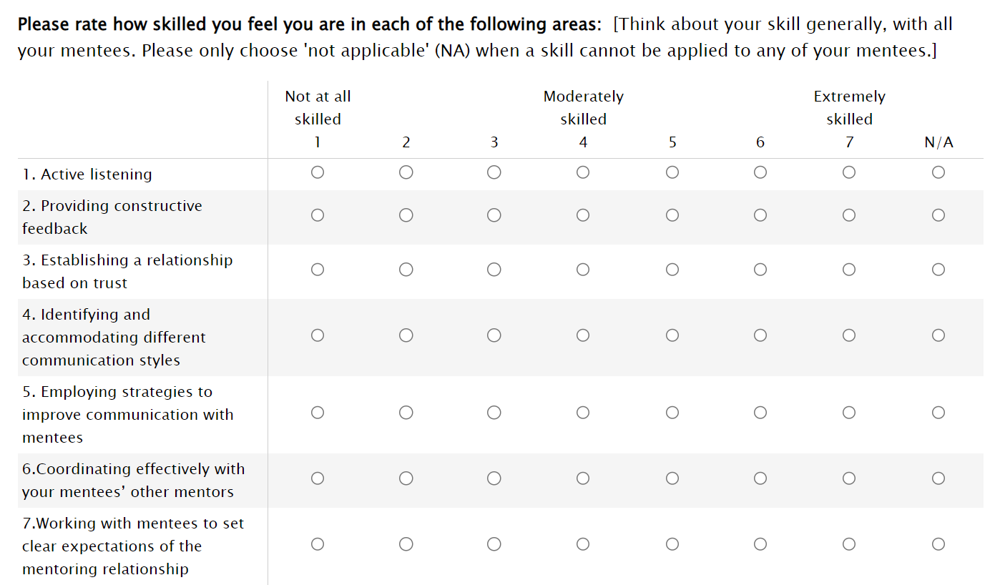 Please rate how skilled you feel you are in each of the following areas:  [Think about your skill generally, with all
your mentees. Please only choose 'not applicable' (NA) when a skill cannot be applied to any of your mentees.]
Not at all Moderately Extremely
skilled skilled skilled
1 2 3 4 5 6 7 N/A
1. Active listening
2. Providing constructive
feedback
3. Establishing a relationship
based on trust
4. Identifying and
accommodating different
communication styles
5. Employing strategies to
improve communication with
mentees
6.Coordinating effectively with
your mentees’ other mentors
7.Working with mentees to set
clear expectations of the
mentoring relationship